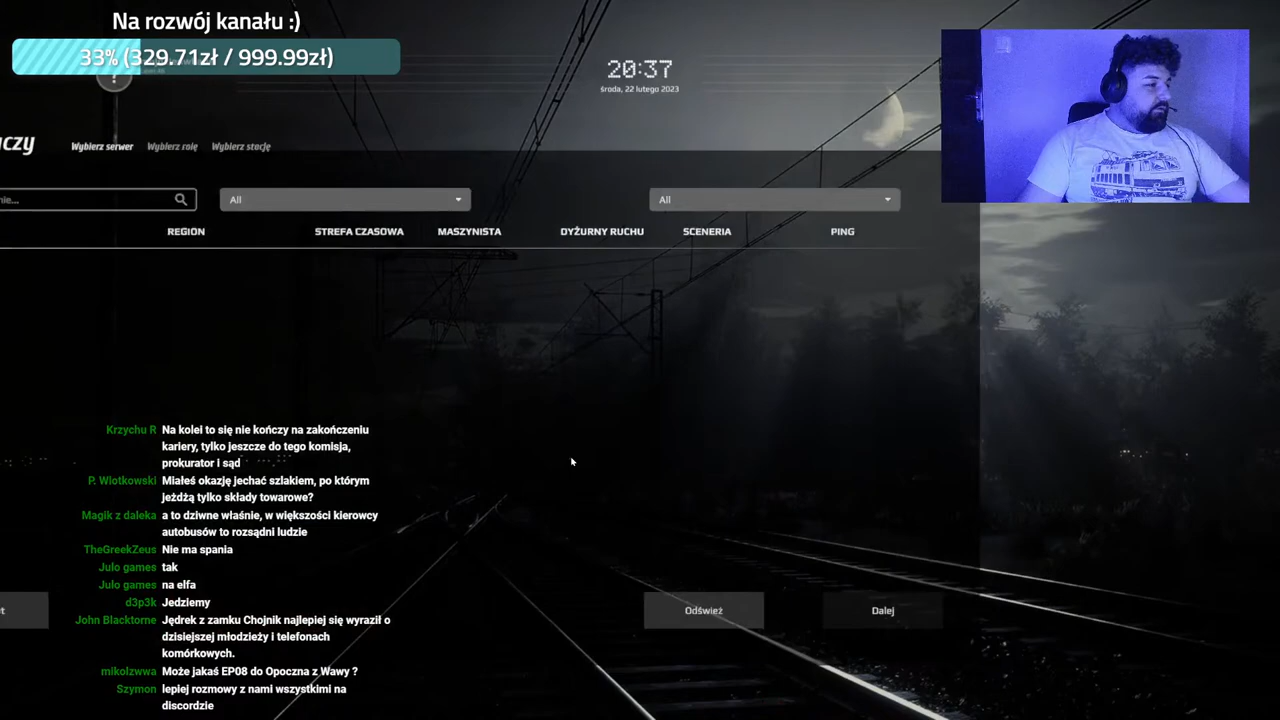 Na rozwój kanału :)
33% (329.71zł / 999.99zł)
?
20:37
środa, 22 lutego 2023
czy
Wybierz serwer
Wybierz rolę
Wybierz stację
nie...
All
All
REGION
STREFA CZASOWA
MASZYNISTA
DYŻURNY RUCHU
SCENERIA
PING
Krzychu R Na kolei to się nie kończy na zakończeniu
kariery, tylko jeszcze do tego komisja,
prokurator i sąd
P. Wlotkowski Miałeś okazję jechać szlakiem, po którym
jeżdżą tylko składy towarowe?
Magik z daleka a to dziwne właśnie, w większości kierowcy
autobusów to rozsądni ludzie
TheGreekZeus Nie ma spania
Julo games tak
Julo games na elfa
d3p3k Jedziemy
John Blacktorne Jędrek z zamku Chojnik najlepiej się wyraził o
dzisiejszej młodzieży i telefonach
komórkowych.
mikolzwwa Może jakaś EP08 do Opoczna z Wawy ?
Szymon lepiej rozmowy z nami wszystkimi na
discordzie
t
Odśwież
Dalej